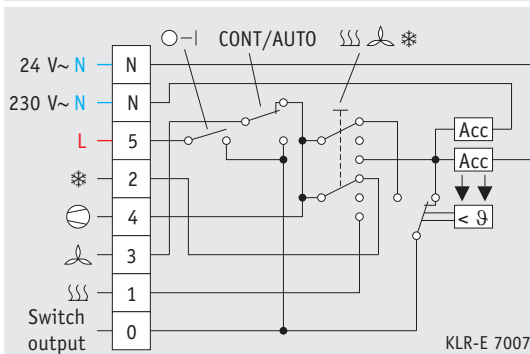 CONT/AUTO
24 V~ N N
230 V~ N N
L 5
2
4
3
1
Switch
output 0
Acc
Acc
< ϑ
KLR-E 7007